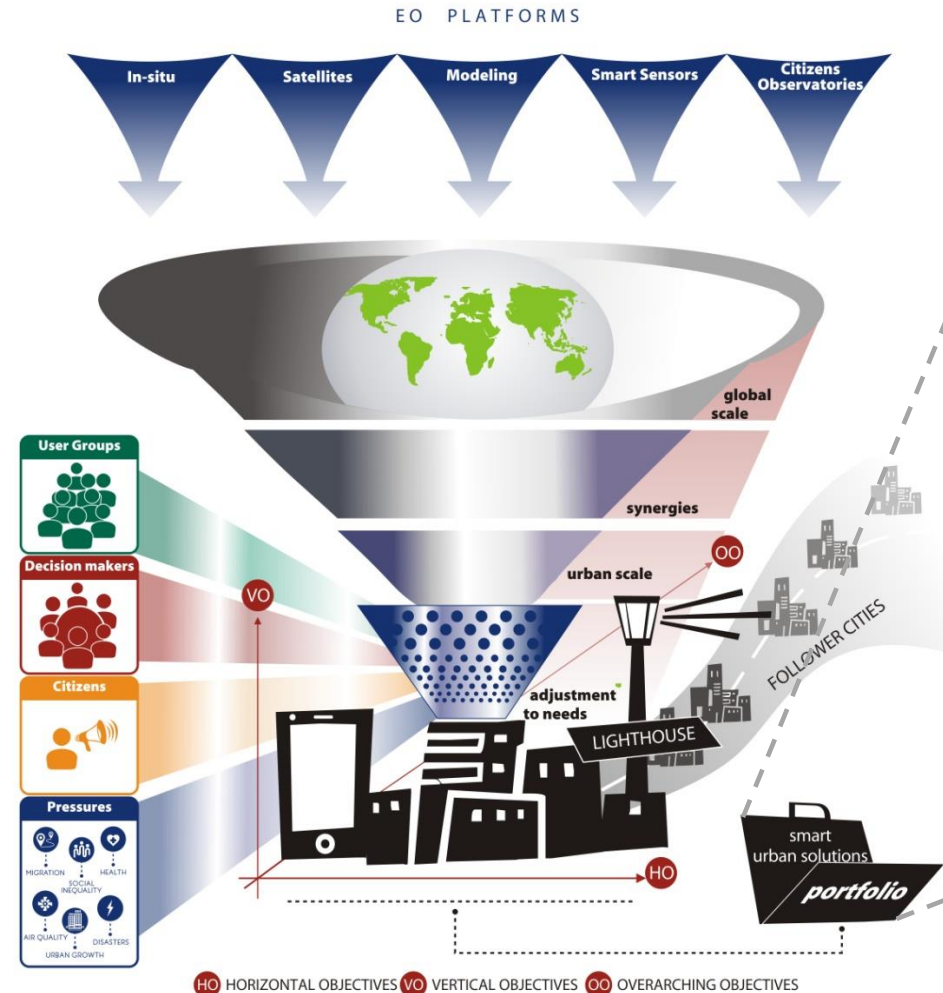 EO PLATFORMS
In-situ
Satellites
Modeling
Smart Sensors
Citizens
Observatories
global
scale
synergies
urban scale
adjustment
to needs
User Groups
Decision makers
Citizens
Pressures
MIGRATION
SOCIAL
INEQUALITY
HEALTH
AIR QUALITY
URBAN GROWTH
DISASTERS
VO
OO
HO
LIGHTHOUSE
FOLLOWER CITIES
smart
urban solutions
portfolio
HO HORIZONTAL OBJECTIVES VO VERTICAL OBJECTIVES OO OVERARCHING OBJECTIVES